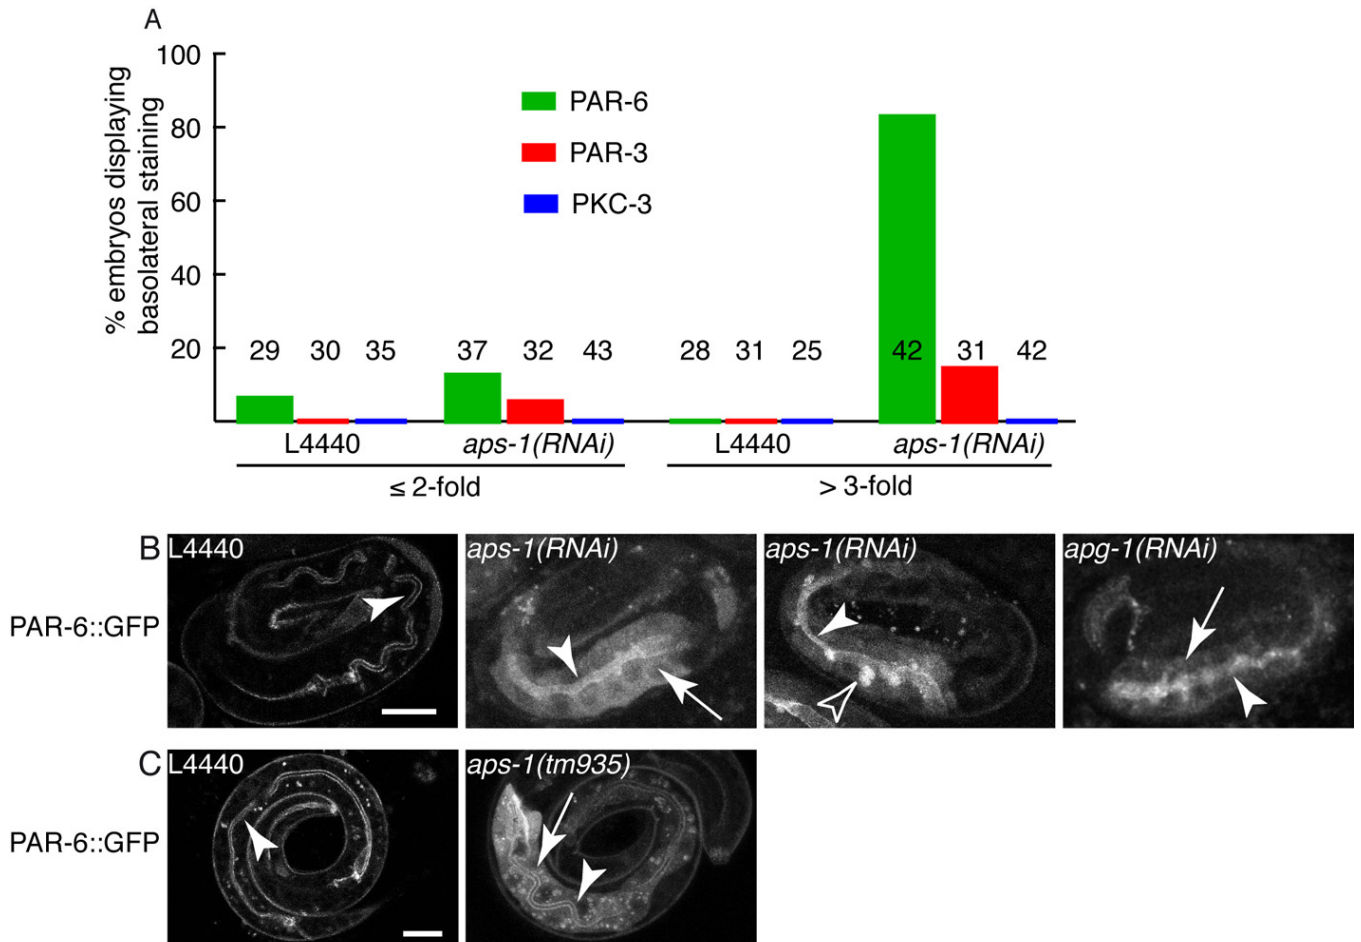 A
100
80
60
40
20
% embryos displaying
basolateral staining
PAR-6
PAR-3
PKC-3
29 30 35 37 32 43 28 31 25 42 31 42
L4440 aps-1(RNAi) L4440 aps-1(RNAi)
≤ 2-fold > 3-fold
B L4440 aps-1(RNAi) aps-1(RNAi) apg-1(RNAi)
PAR-6::GFP
C L4440 aps-1(tm935)
PAR-6::GFP